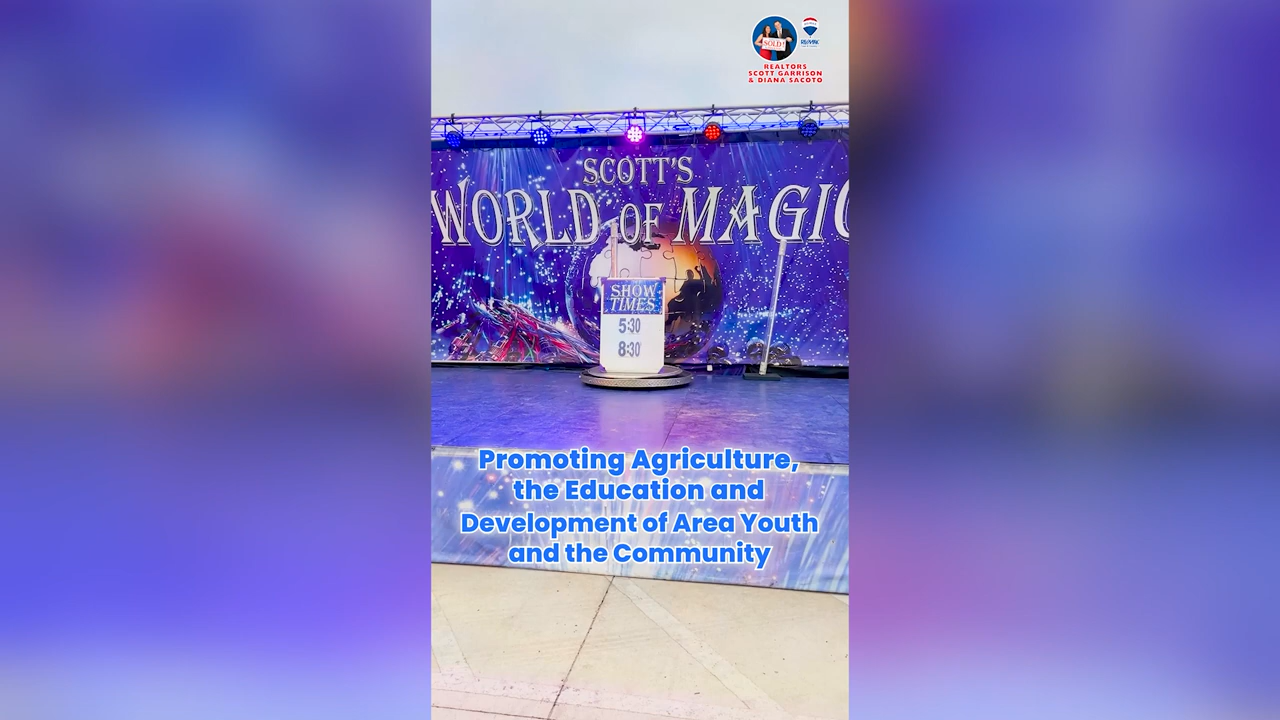 SOLD!
RE/MAX
REALTORS
SCOTT GARRISON
& DIANA SACOTO
SCOTT'S
WORLD OF MAGIC
SHOW
TIMES
5:30
8:30
Promoting Agriculture,
the Education and
Development of Area Youth
and the Community